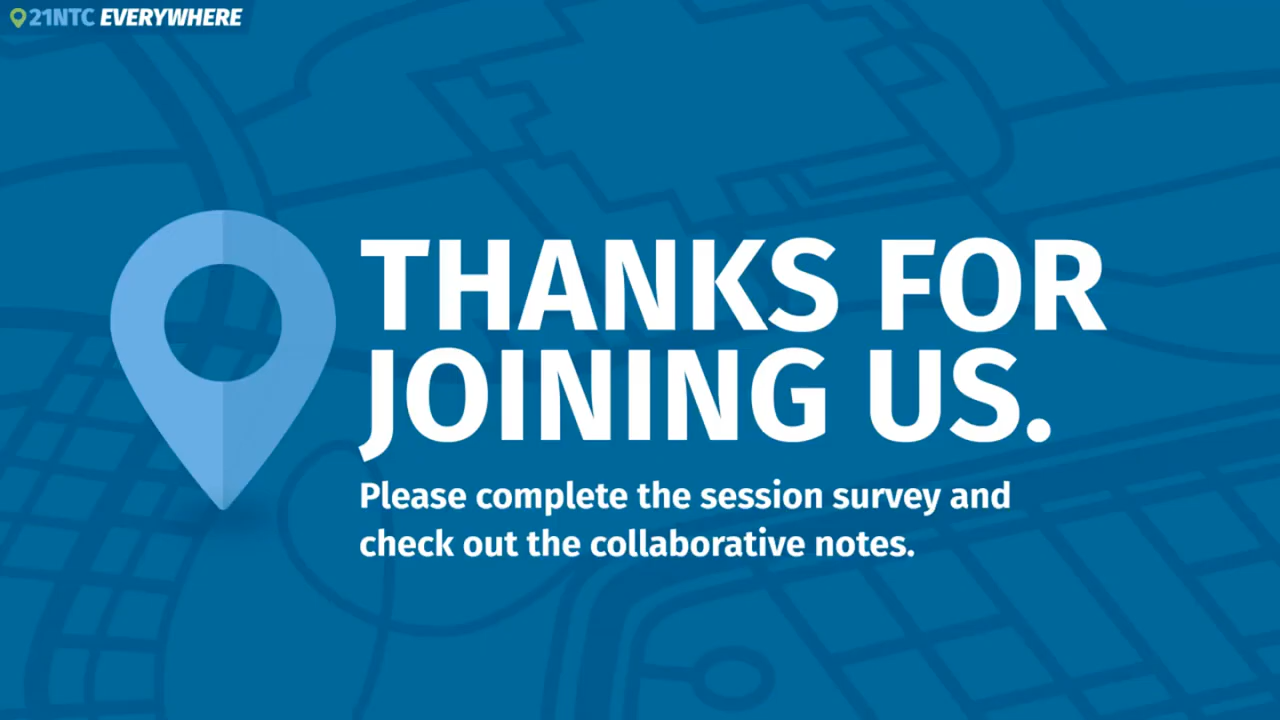 21NTC EVERYWHERE
THANKS FOR
JOINING US.
Please complete the session survey and
check out the collaborative notes.